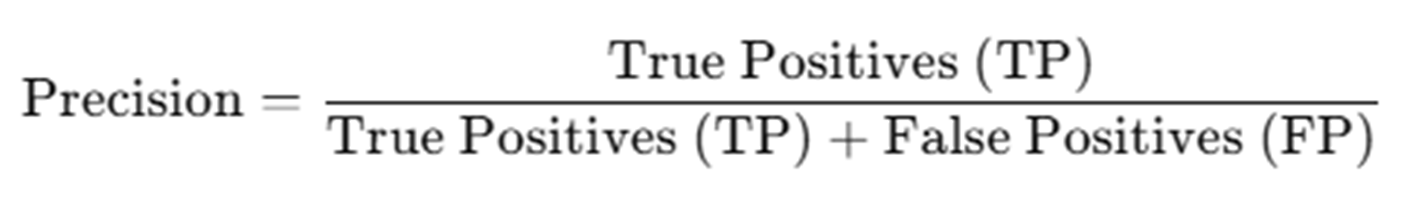 True Positives (TP)
Precision =
True Positives (TP) + False Positives (FP)